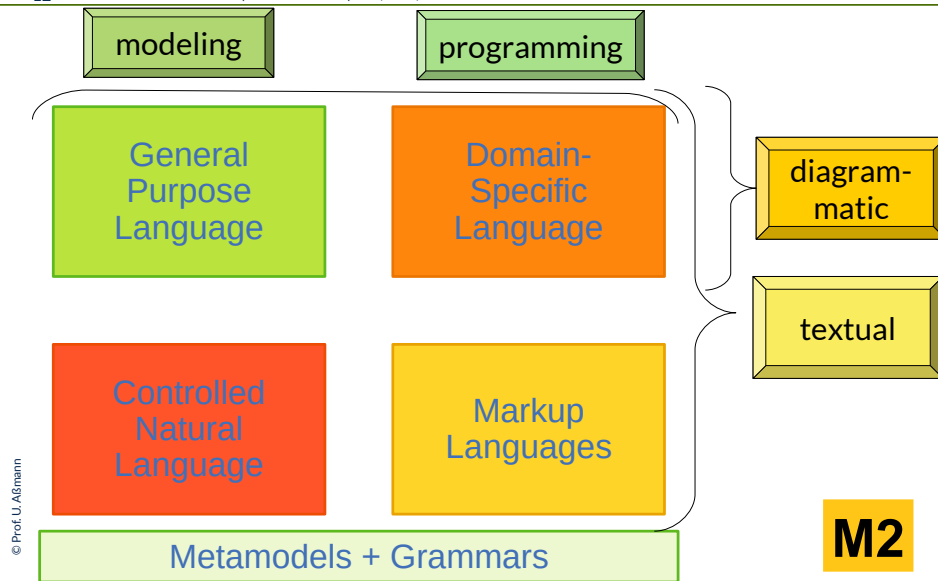 modeling
programming
General
Purpose
Language
Domain-
Specific
Language
diagram-
matic
textual
Controlled
Natural
Language
Markup
Languages
© Prof. U. Aßmann
Metamodels + Grammars
M2